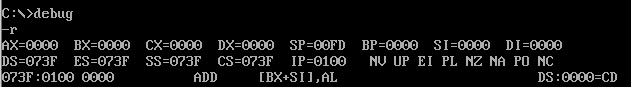 C:\>debug
-r
AX=0000 BX=0000 CX=0000 DX=0000 SP=00FD BP=0000 SI=0000 DI=0000
DS=073F ES=073F SS=073F CS=073F IP=0100 NV UP EI PL NZ NA PO NC
073F:0100 0000 ADD [BX+SI],AL DS:0000=CD